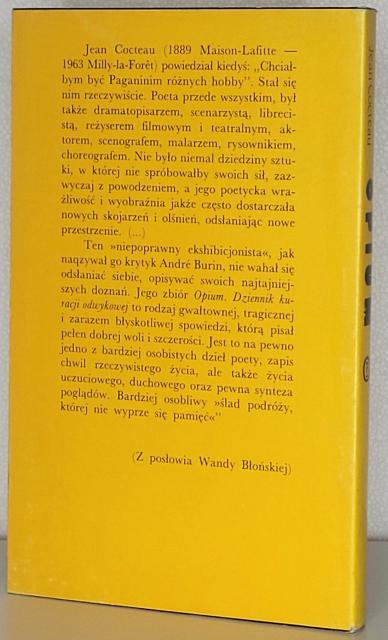 Jean Cocteau (1889 Maison-Lafitte —
1963 Milly-la-Forêt) powiedział kiedyś: „Chciał-
bym być Paganinim różnych hobby”. Stał się
nim rzeczywiście. Poeta przede wszystkim, był
także dramatopisarzem, scenarzystą, libreci-
stą, reżyserem filmowym i teatralnym, ak-
torem, scenografem, malarzem, rysownikiem,
choreografem. Nie było niemal dziedziny sztu-
ki, w której nie spróbowałby swoich sił, zaz-
wyczaj z powodzeniem, a jego poetycka wra-
żliwość i wyobraźnia jakże często dostarczała
nowych skojarzeń i olśnień, odsłaniając nowe
przestrzenie. (...)
Ten »niepoprawny ekshibicjonista«, jak
nazywał go krytyk André Burin, nie wahał się
odsłaniać siebie, opisywać swoich najtajniej-
szych doznań. Jego zbiór Opium. Dziennik ku-
racji odwykowej to rodzaj gwałtownej, tragicznej
i zarazem błyskotliwej spowiedzi, którą pisał
pełen dobrej woli i szczerości. Jest to na pewno
jedno z bardziej osobistych dzieł poety, zapis
chwil rzeczywistego życia, ale także życia
uczuciowego, duchowego oraz pewna synteza
poglądów. Bardziej osobliwy »ślad podróży,
której nie wyprze się pamięć«”
(Z posłowia Wandy Błońskiej)
Jean Cocteau
OPIUM